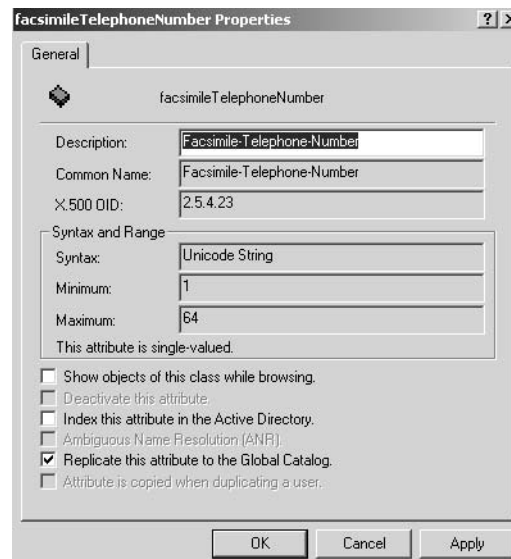 facsimileTelephoneNumber Properties
General
facsimileTelephoneNumber
Description: Facsimile-Telephone-Number
Common Name: Facsimile-Telephone-Number
X.500 OID: 2.5.4.23
Syntax and Range
Syntax: Unicode String
Minimum: 1
Maximum: 64
This attribute is single-valued.
Show objects of this class while browsing.
Deactivate this attribute.
Index this attribute in the Active Directory.
Ambiguous Name Resolution (ANR).
Replicate this attribute to the Global Catalog.
Attribute is copied when duplicating a user.
OK Cancel Apply